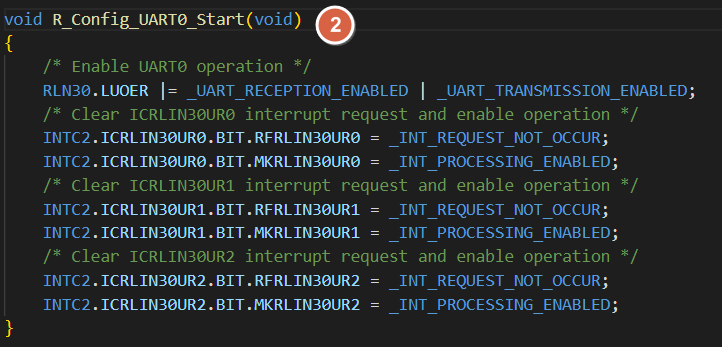 void R_Config_UART0_Start(void) 2
{
    /* Enable UART0 operation */
    RLN30.LUOER |= _UART_RECEPTION_ENABLED | _UART_TRANSMISSION_ENABLED;
    /* Clear ICRLIN30UR0 interrupt request and enable operation */
    INTC2.ICRLIN30UR0.BIT.RFRLIN30UR0 = _INT_REQUEST_NOT_OCCUR;
    INTC2.ICRLIN30UR0.BIT.MKRLIN30UR0 = _INT_PROCESSING_ENABLED;
    /* Clear ICRLIN30UR1 interrupt request and enable operation */
    INTC2.ICRLIN30UR1.BIT.RFRLIN30UR1 = _INT_REQUEST_NOT_OCCUR;
    INTC2.ICRLIN30UR1.BIT.MKRLIN30UR1 = _INT_PROCESSING_ENABLED;
    /* Clear ICRLIN30UR2 interrupt request and enable operation */
    INTC2.ICRLIN30UR2.BIT.RFRLIN30UR2 = _INT_REQUEST_NOT_OCCUR;
    INTC2.ICRLIN30UR2.BIT.MKRLIN30UR2 = _INT_PROCESSING_ENABLED;
}